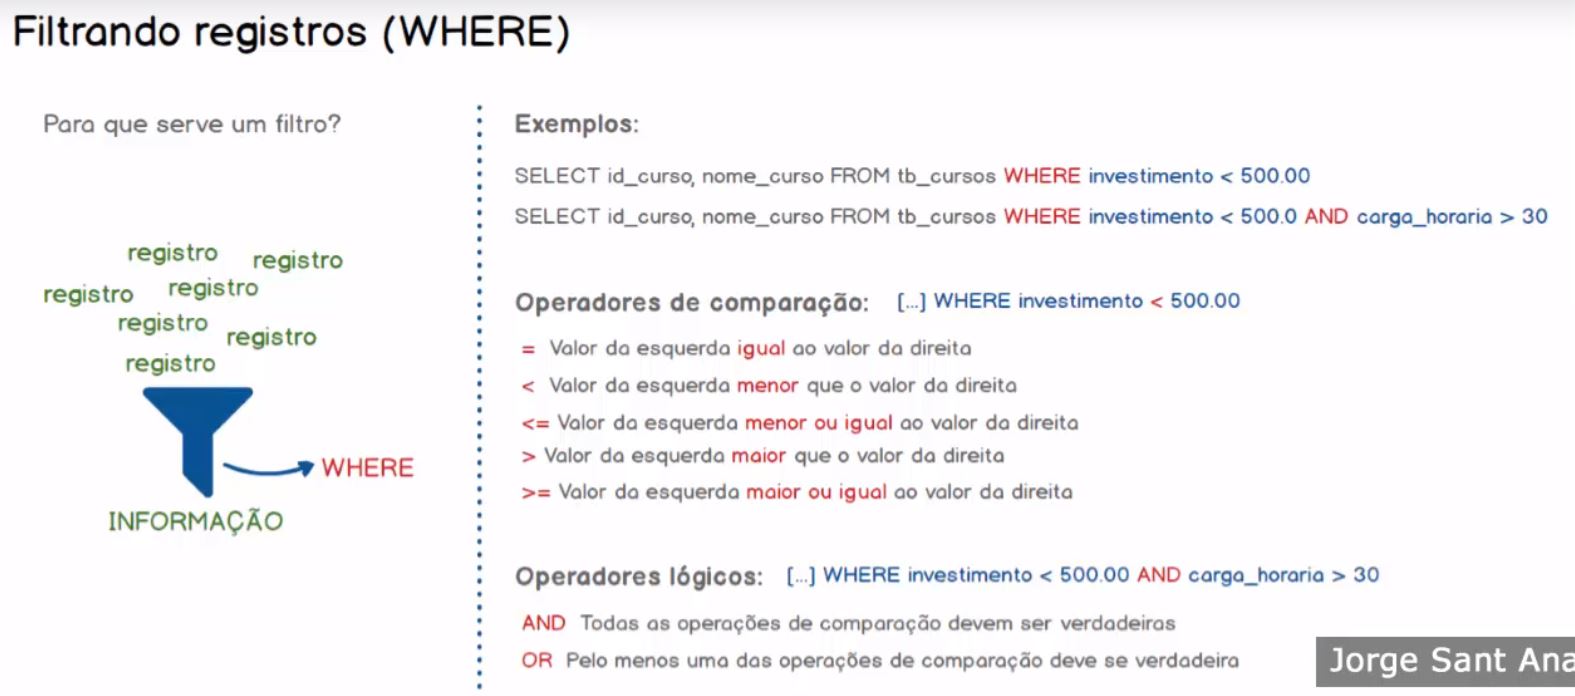 Filtrando registros (WHERE)
Para que serve um filtro?
registro
registro
registro
registro
registro
registro
registro
WHERE
INFORMAÇÃO
Exemplos:
SELECT id_curso, nome_curso FROM tb_cursos WHERE investimento < 500.00
SELECT id_curso, nome_curso FROM tb_cursos WHERE investimento < 500.0 AND carga_horaria > 30
Operadores de comparação: [...] WHERE investimento < 500.00
= Valor da esquerda igual ao valor da direita
< Valor da esquerda menor que o valor da direita
<= Valor da esquerda menor ou igual ao valor da direita
> Valor da esquerda maior que o valor da direita
>= Valor da esquerda maior ou igual ao valor da direita
Operadores lógicos: [...] WHERE investimento < 500.00 AND carga_horaria > 30
AND Todas as operações de comparação devem ser verdadeiras
OR Pelo menos uma das operações de comparação deve se verdadeira
Jorge Sant Ana